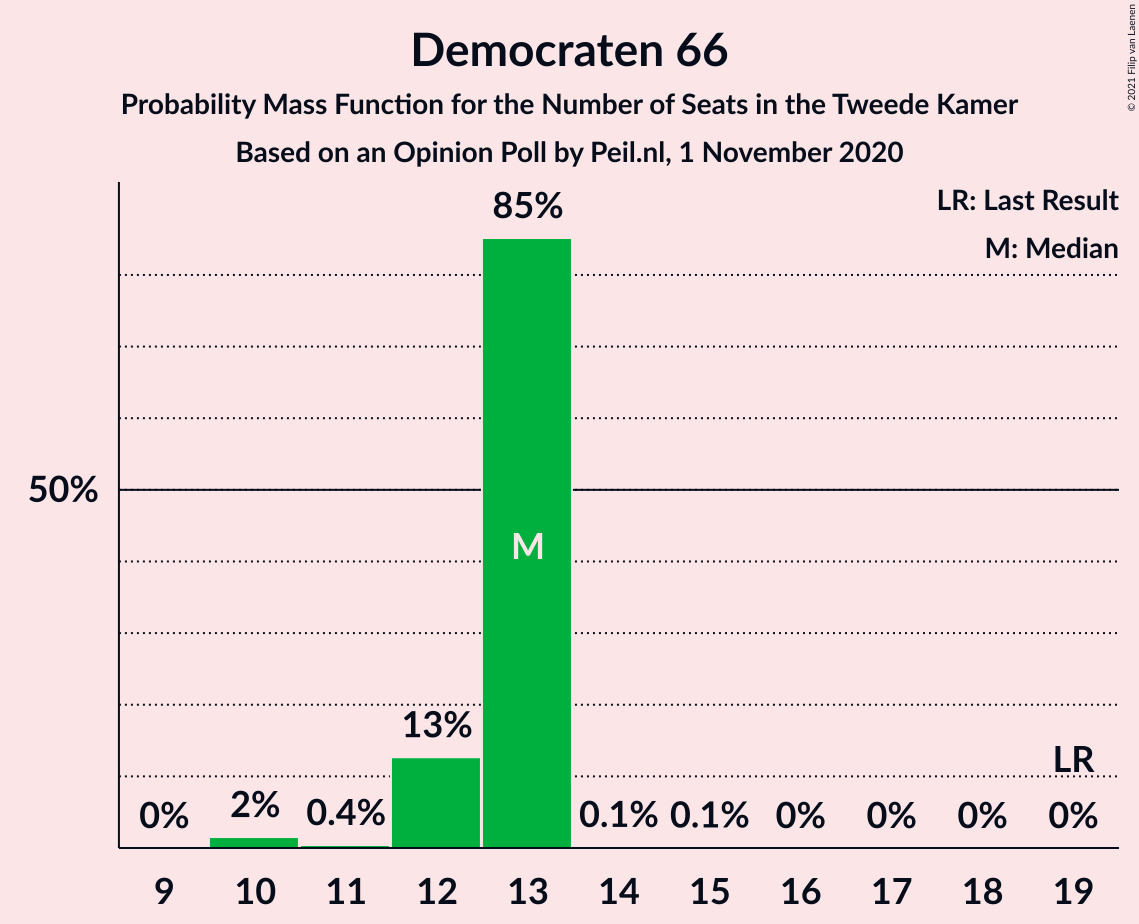 Democraten 66
Probability Mass Function for the Number of Seats in the Tweede Kamer
Based on an Opinion Poll by Peil.nl, 1 November 2020
© 2021 Filip van Laenen
LR: Last Result
M: Median
85%
50%
M
13%
LR
0% 2% 0.4% 0.1% 0.1% 0% 0% 0% 0%
9 10 11 12 13 14 15 16 17 18 19